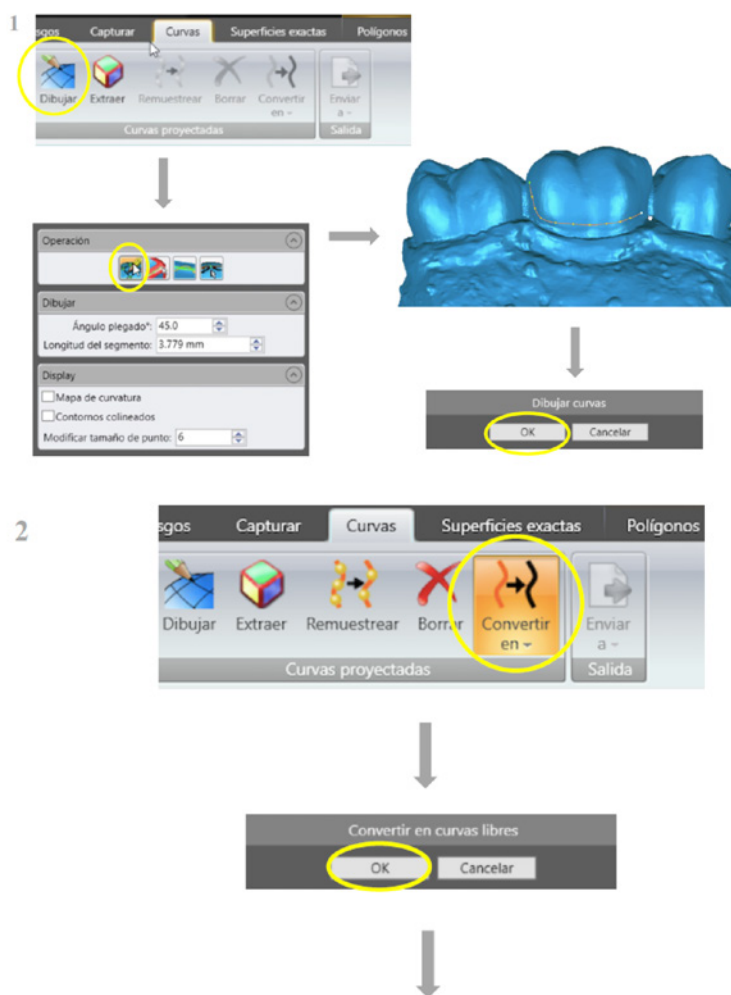 1
sgos Capturar Curvas Superficies exactas Polígonos
Dibujar Extraer Remuestrear Borrar Convertir en Enviar a
Curvas proyectadas Salida
Operación
Dibujar
Ángulo plegado°: 45.0
Longitud del segmento: 3.779 mm
Display
Mapa de curvatura
Contornos colineados
Modificar tamaño de punto: 6
Dibujar curvas
OK Cancelar
2
sgos Capturar Curvas Superficies exactas Polígonos
Dibujar Extraer Remuestrear Borrar Convertir en Enviar a
Curvas proyectadas Salida
Convertir en curvas libres
OK Cancelar